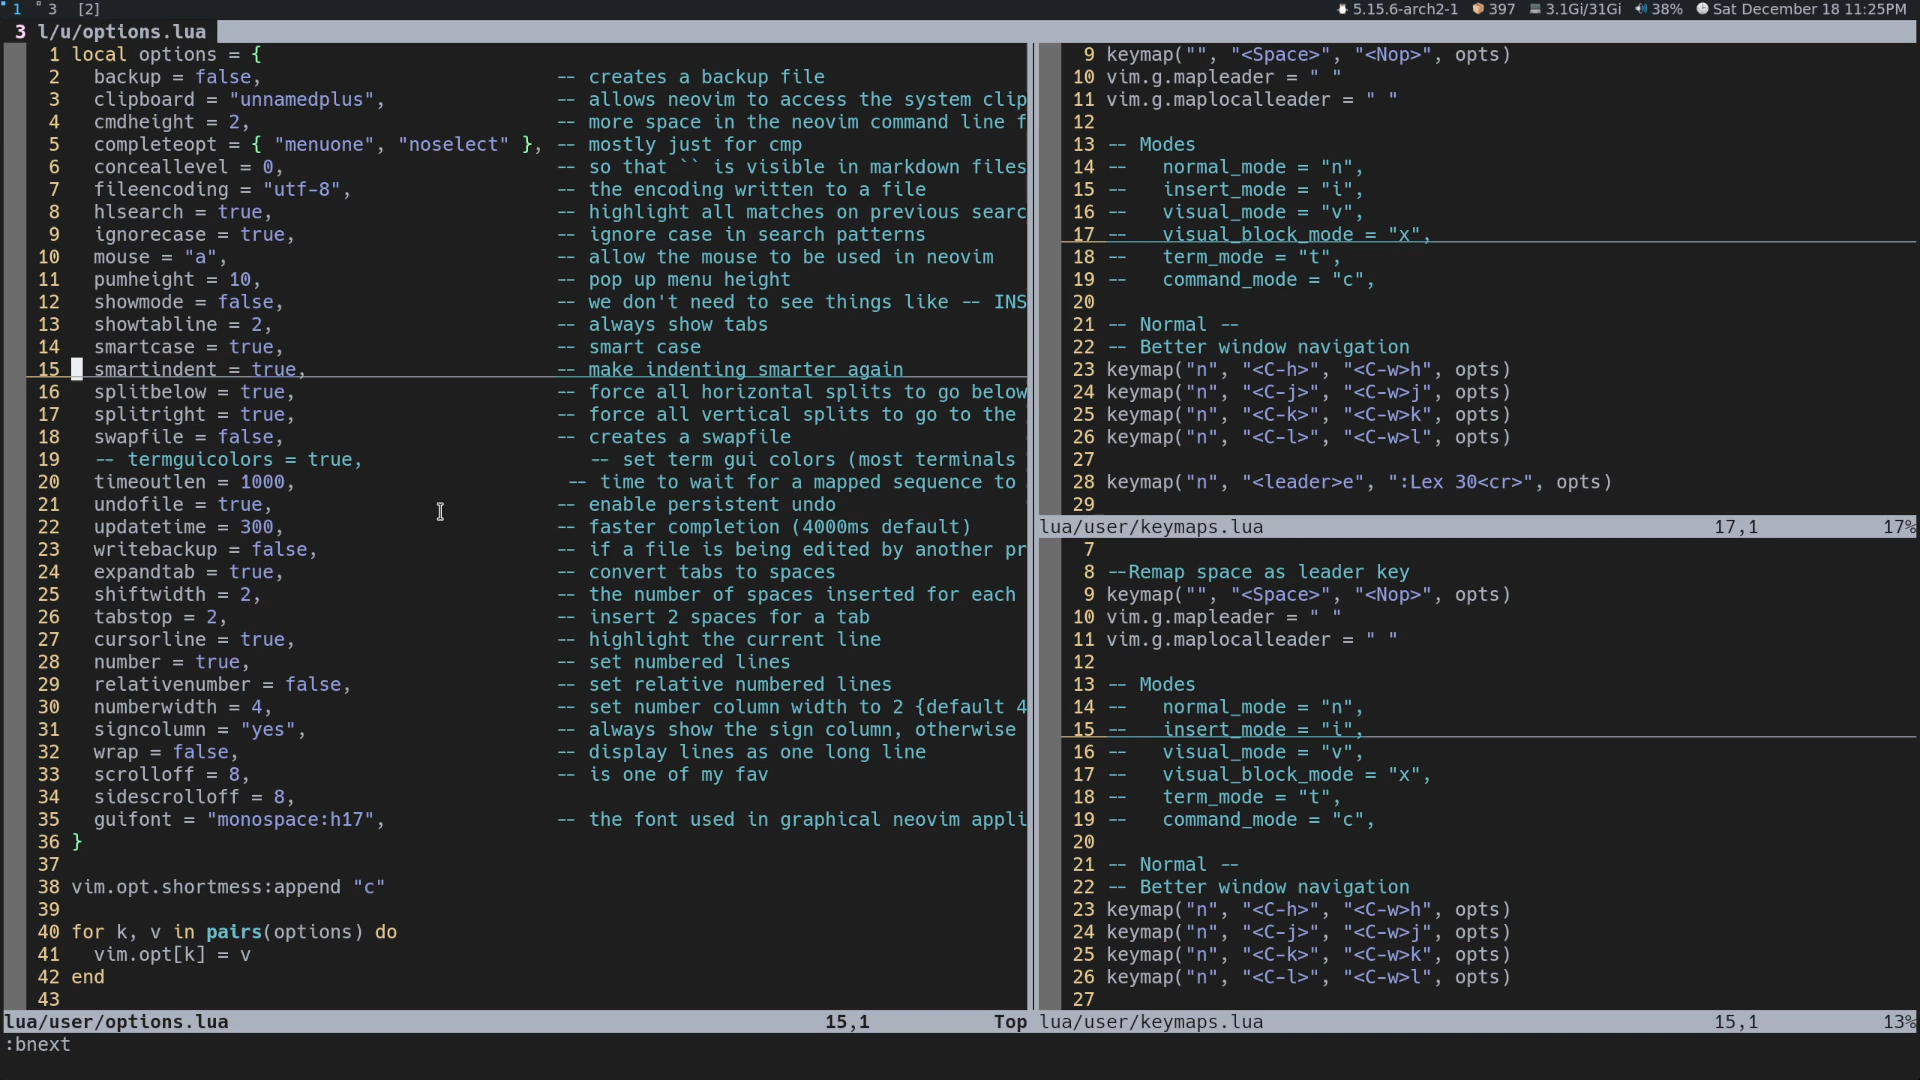 1 3 [2] 5.15.6-arch2-1 397 3.1Gi/31Gi 38% Sat December 18 11:25PM
3 l/u/options.lua
1 local options = {
2 backup = false, -- creates a backup file
3 clipboard = "unnamedplus", -- allows neovim to access the system clip
4 cmdheight = 2, -- more space in the neovim command line f
5 completeopt = { "menuone", "noselect" }, -- mostly just for cmp
6 conceallevel = 0, -- so that `` is visible in markdown files
7 fileencoding = "utf-8", -- the encoding written to a file
8 hlsearch = true, -- highlight all matches on previous searc
9 ignorecase = true, -- ignore case in search patterns
10 mouse = "a", -- allow the mouse to be used in neovim
11 pumheight = 10, -- pop up menu height
12 showmode = false, -- we don't need to see things like -- INS
13 showtabline = 2, -- always show tabs
14 smartcase = true, -- smart case
15 smartindent = true, -- make indenting smarter again
16 splitbelow = true, -- force all horizontal splits to go below
17 splitright = true, -- force all vertical splits to go to the
18 swapfile = false, -- creates a swapfile
19 -- termguicolors = true, -- set term gui colors (most terminals
20 timeoutlen = 1000, -- time to wait for a mapped sequence to
21 undofile = true, -- enable persistent undo
22 updatetime = 300, -- faster completion (4000ms default)
23 writebackup = false, -- if a file is being edited by another pr
24 expandtab = true, -- convert tabs to spaces
25 shiftwidth = 2, -- the number of spaces inserted for each
26 tabstop = 2, -- insert 2 spaces for a tab
27 cursorline = true, -- highlight the current line
28 number = true, -- set numbered lines
29 relativenumber = false, -- set relative numbered lines
30 numberwidth = 4, -- set number column width to 2 {default 4
31 signcolumn = "yes", -- always show the sign column, otherwise
32 wrap = false, -- display lines as one long line
33 scrolloff = 8, -- is one of my fav
34 sidescrolloff = 8,
35 guifont = "monospace:h17", -- the font used in graphical neovim appli
36 }
37
38 vim.opt.shortmess:append "c"
39
40 for k, v in pairs(options) do
41 vim.opt[k] = v
42 end
43
lua/user/options.lua 15,1 Top
9 keymap("", "<Space>", "<Nop>", opts)
10 vim.g.mapleader = " "
11 vim.g.maplocalleader = " "
12
13 -- Modes
14 -- normal_mode = "n",
15 -- insert_mode = "i",
16 -- visual_mode = "v",
17 -- visual_block_mode = "x",
18 -- term_mode = "t",
19 -- command_mode = "c",
20
21 -- Normal --
22 -- Better window navigation
23 keymap("n", "<C-h>", "<C-w>h", opts)
24 keymap("n", "<C-j>", "<C-w>j", opts)
25 keymap("n", "<C-k>", "<C-w>k", opts)
26 keymap("n", "<C-l>", "<C-w>l", opts)
27
28 keymap("n", "<leader>e", ":Lex 30<cr>", opts)
29
lua/user/keymaps.lua 17,1 17%
7
8 --Remap space as leader key
9 keymap("", "<Space>", "<Nop>", opts)
10 vim.g.mapleader = " "
11 vim.g.maplocalleader = " "
12
13 -- Modes
14 -- normal_mode = "n",
15 -- insert_mode = "i",
16 -- visual_mode = "v",
17 -- visual_block_mode = "x",
18 -- term_mode = "t",
19 -- command_mode = "c",
20
21 -- Normal --
22 -- Better window navigation
23 keymap("n", "<C-h>", "<C-w>h", opts)
24 keymap("n", "<C-j>", "<C-w>j", opts)
25 keymap("n", "<C-k>", "<C-w>k", opts)
26 keymap("n", "<C-l>", "<C-w>l", opts)
27
lua/user/keymaps.lua 15,1 13%
:bnext